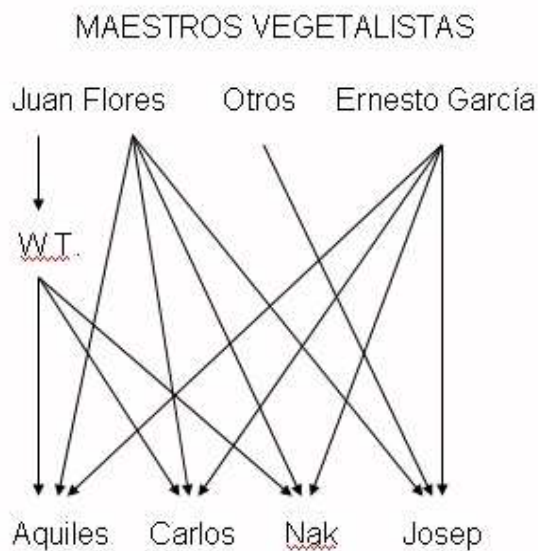 MAESTROS VEGETALISTAS
Juan Flores Otros Ernesto García
W.T.
Aquiles Carlos Nak Josep